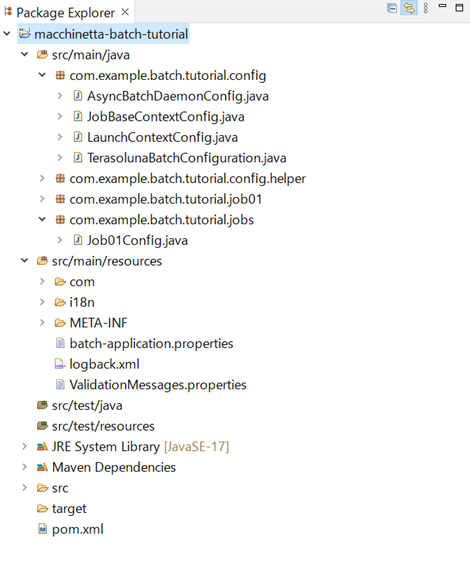 Package Explorer
macchinetta-batch-tutorial
src/main/java
com.example.batch.tutorial.config
AsyncBatchDaemonConfig.java
JobBaseContextConfig.java
LaunchContextConfig.java
TerasolunaBatchConfiguration.java
com.example.batch.tutorial.config.helper
com.example.batch.tutorial.job01
com.example.batch.tutorial.jobs
Job01Config.java
src/main/resources
com
i18n
META-INF
batch-application.properties
logback.xml
ValidationMessages.properties
src/test/java
src/test/resources
JRE System Library [JavaSE-17]
Maven Dependencies
src
target
pom.xml